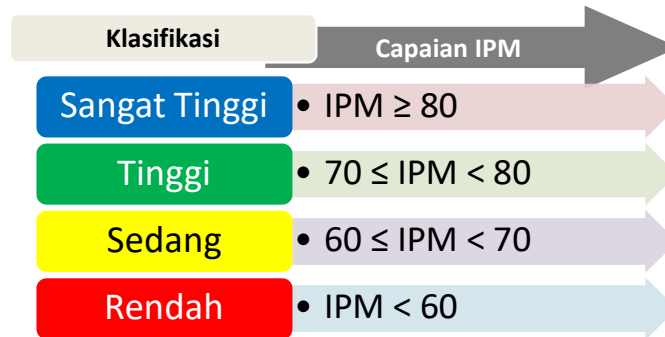 Klasifikasi
Capaian IPM
Sangat Tinggi
• IPM ≥ 80
Tinggi
• 70 ≤ IPM < 80
Sedang
• 60 ≤ IPM < 70
Rendah
• IPM < 60